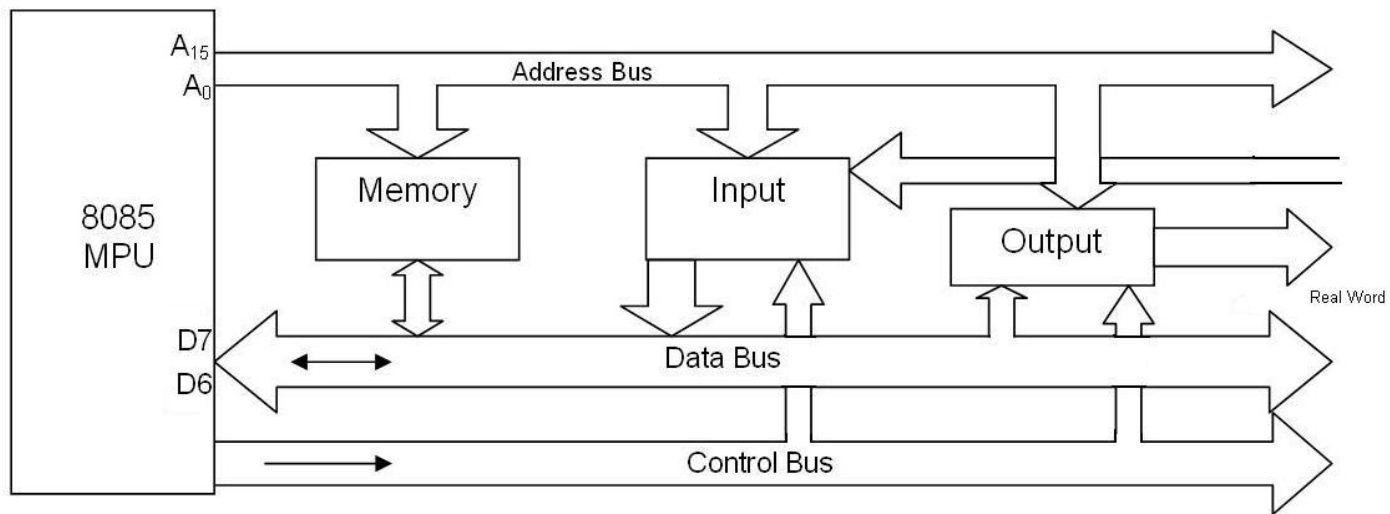 A15
Address Bus
A0
Memory
Input
8085
MPU
Output
Real Word
D7
Data Bus
D6
Control Bus